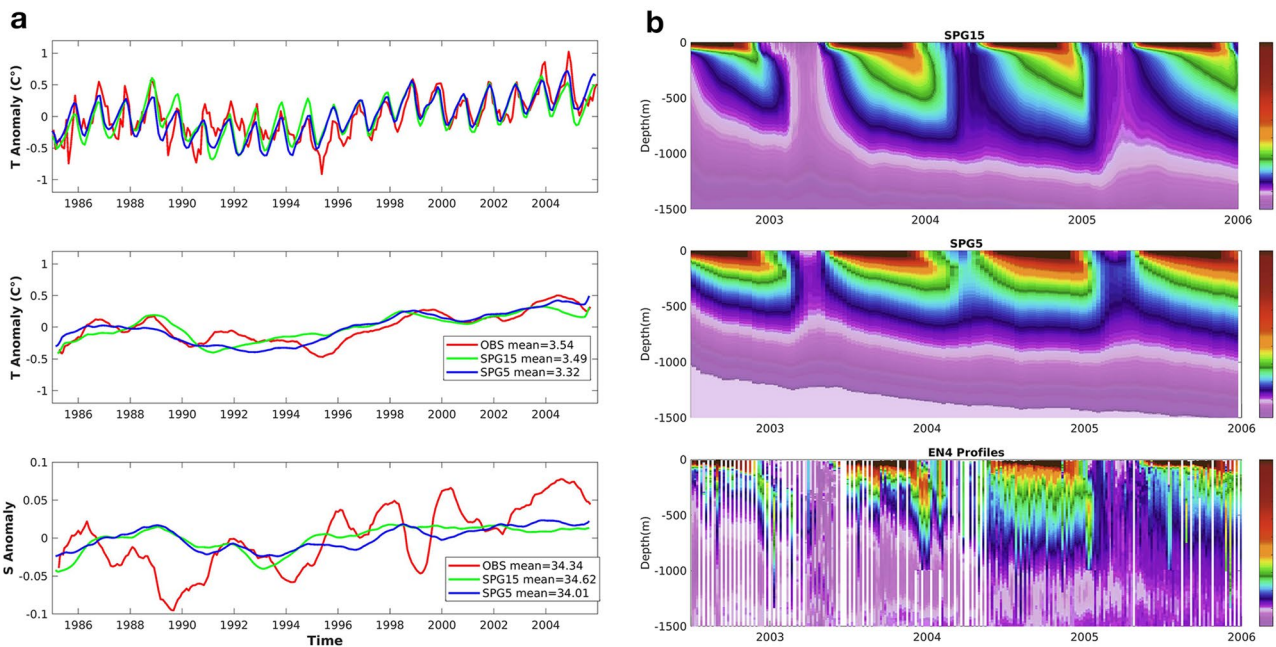 a
T Anomaly (C°)
1
0.5
0
-0.5
-1
1986 1988 1990 1992 1994 1996 1998 2000 2002 2004
T Anomaly (C°)
1
0.5
0
-0.5
-1
OBS mean=3.54
SPG15 mean=3.49
SPG5 mean=3.32
1986 1988 1990 1992 1994 1996 1998 2000 2002 2004
S Anomaly
0.1
0.05
0
-0.05
-0.1
OBS mean=34.34
SPG15 mean=34.62
SPG5 mean=34.01
1986 1988 1990 1992 1994 1996 1998 2000 2002 2004
Time
b
SPG15
Depth(m)
0
-500
-1000
-1500
2003 2004 2005 2006
SPG5
Depth(m)
0
-500
-1000
-1500
2003 2004 2005 2006
EN4 Profiles
Depth(m)
0
-500
-1000
-1500
2003 2004 2005 2006